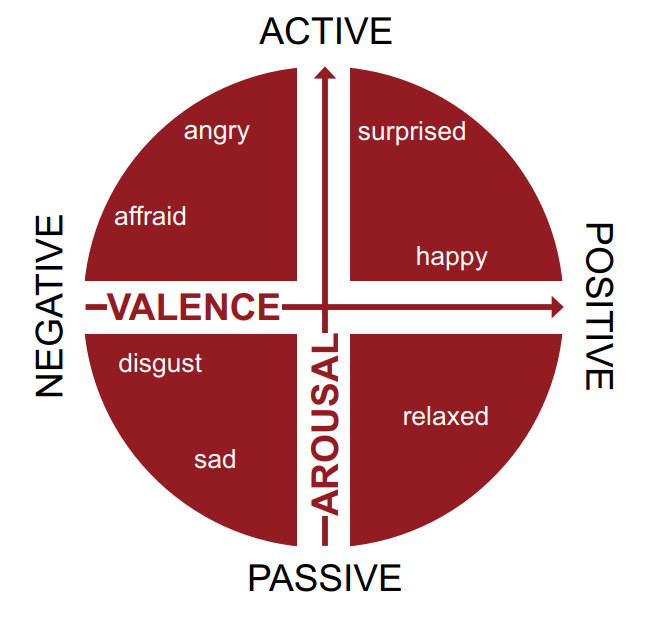 ACTIVE
angry
surprised
affraid
happy
NEGATIVE
VALENCE
POSITIVE
disgust
AROUSAL
relaxed
sad
PASSIVE